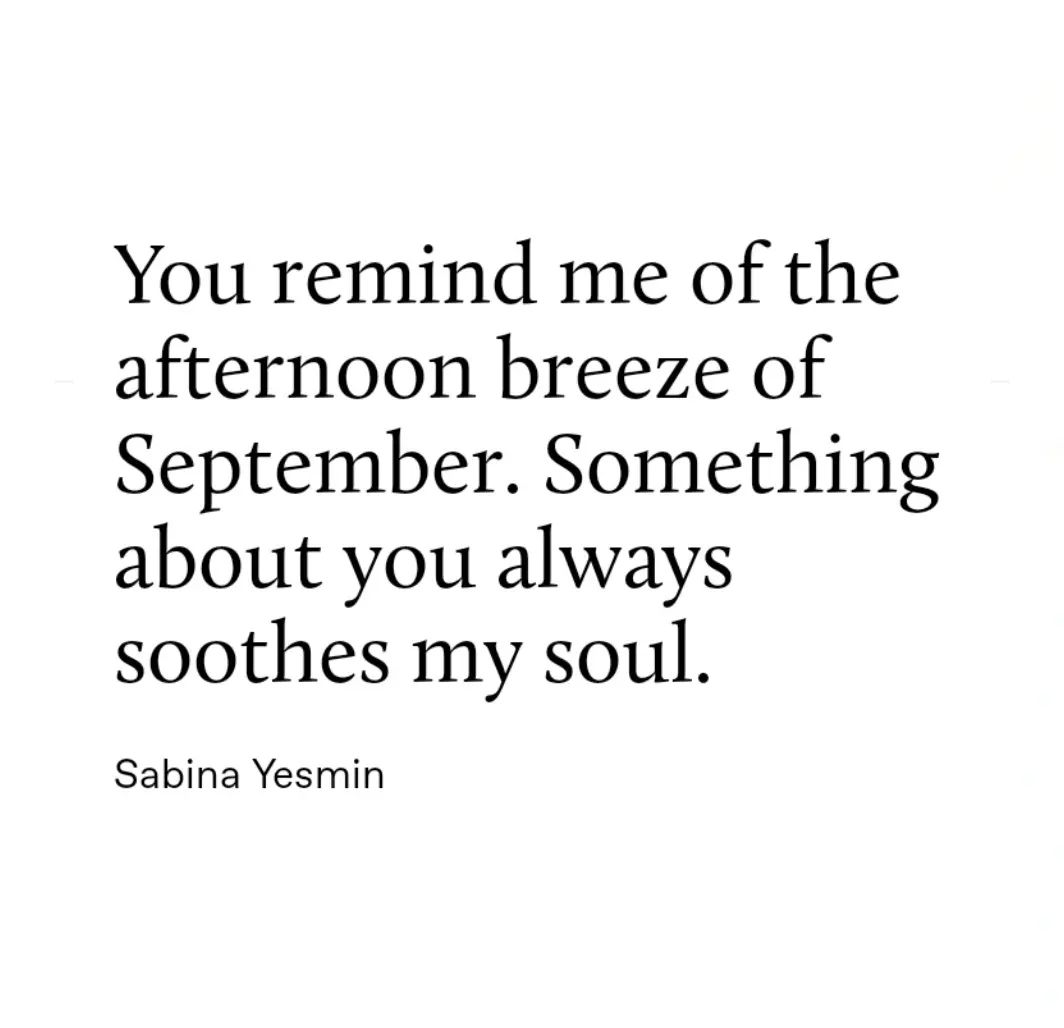 You remind me of the
afternoon breeze of
September. Something
about you always
soothes my soul.
Sabina Yesmin